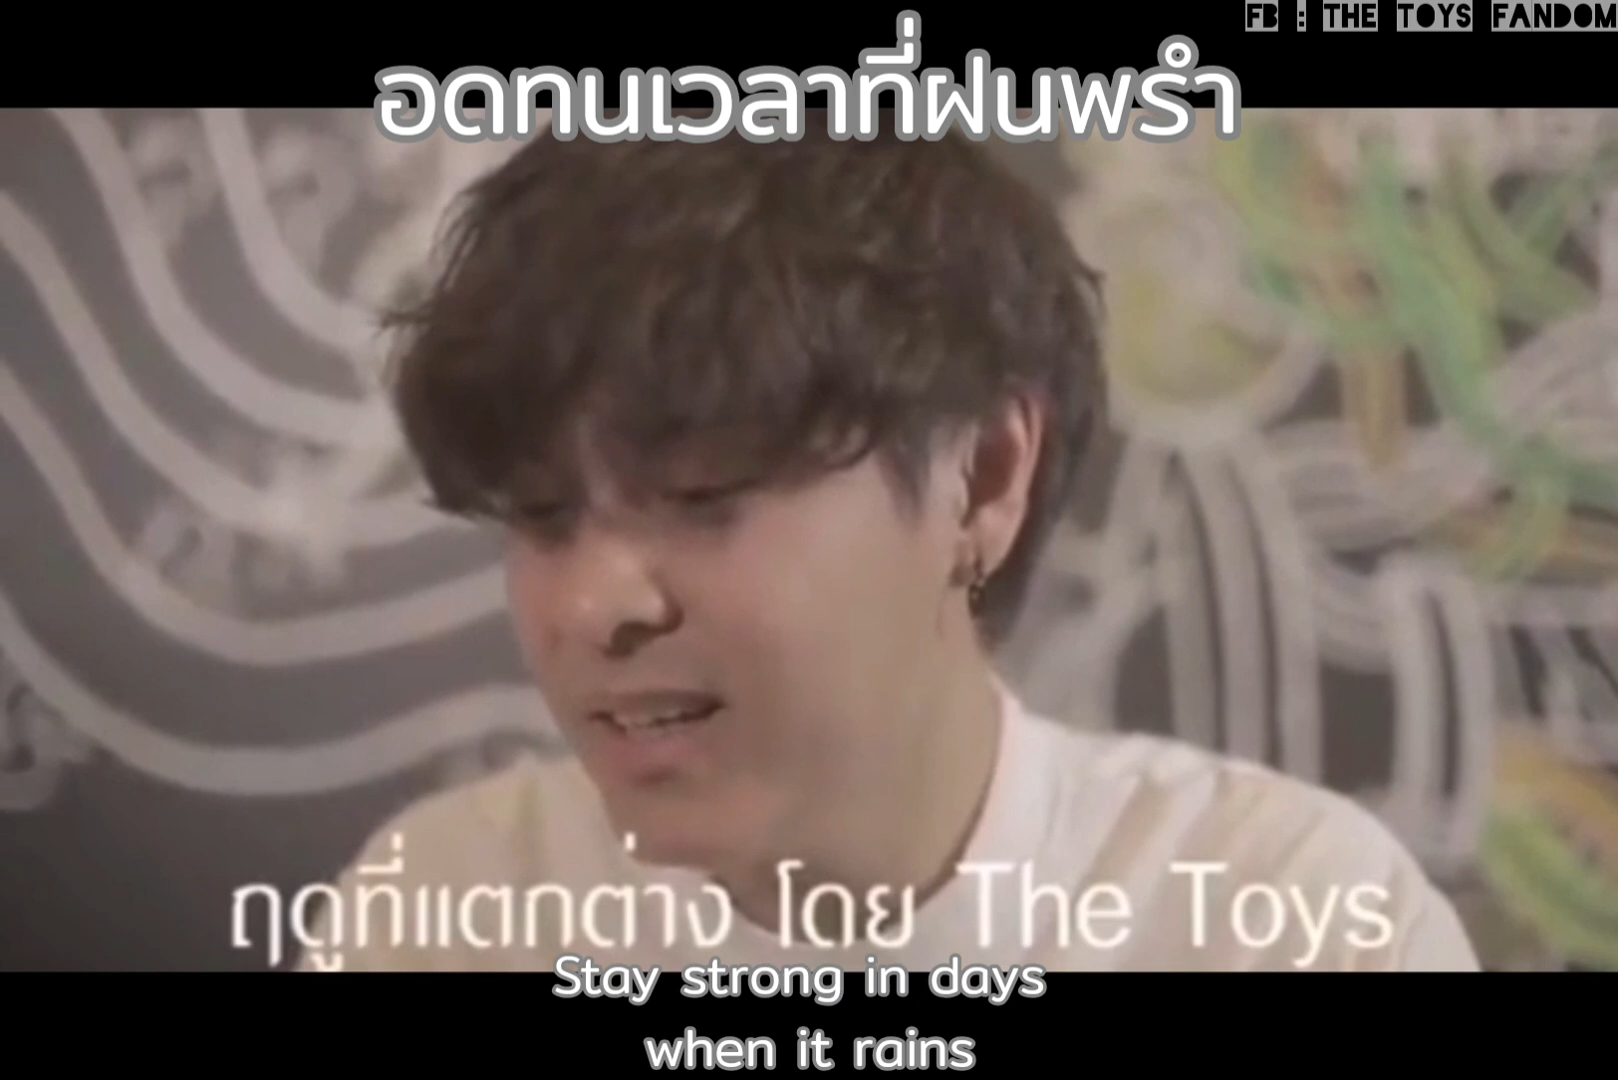 FB : THE TOYS FANDOM
อดทนเวลาที่ฝนพรำ
ฤดูที่แตกต่าง โดย The Toys
Stay strong in days
when it rains